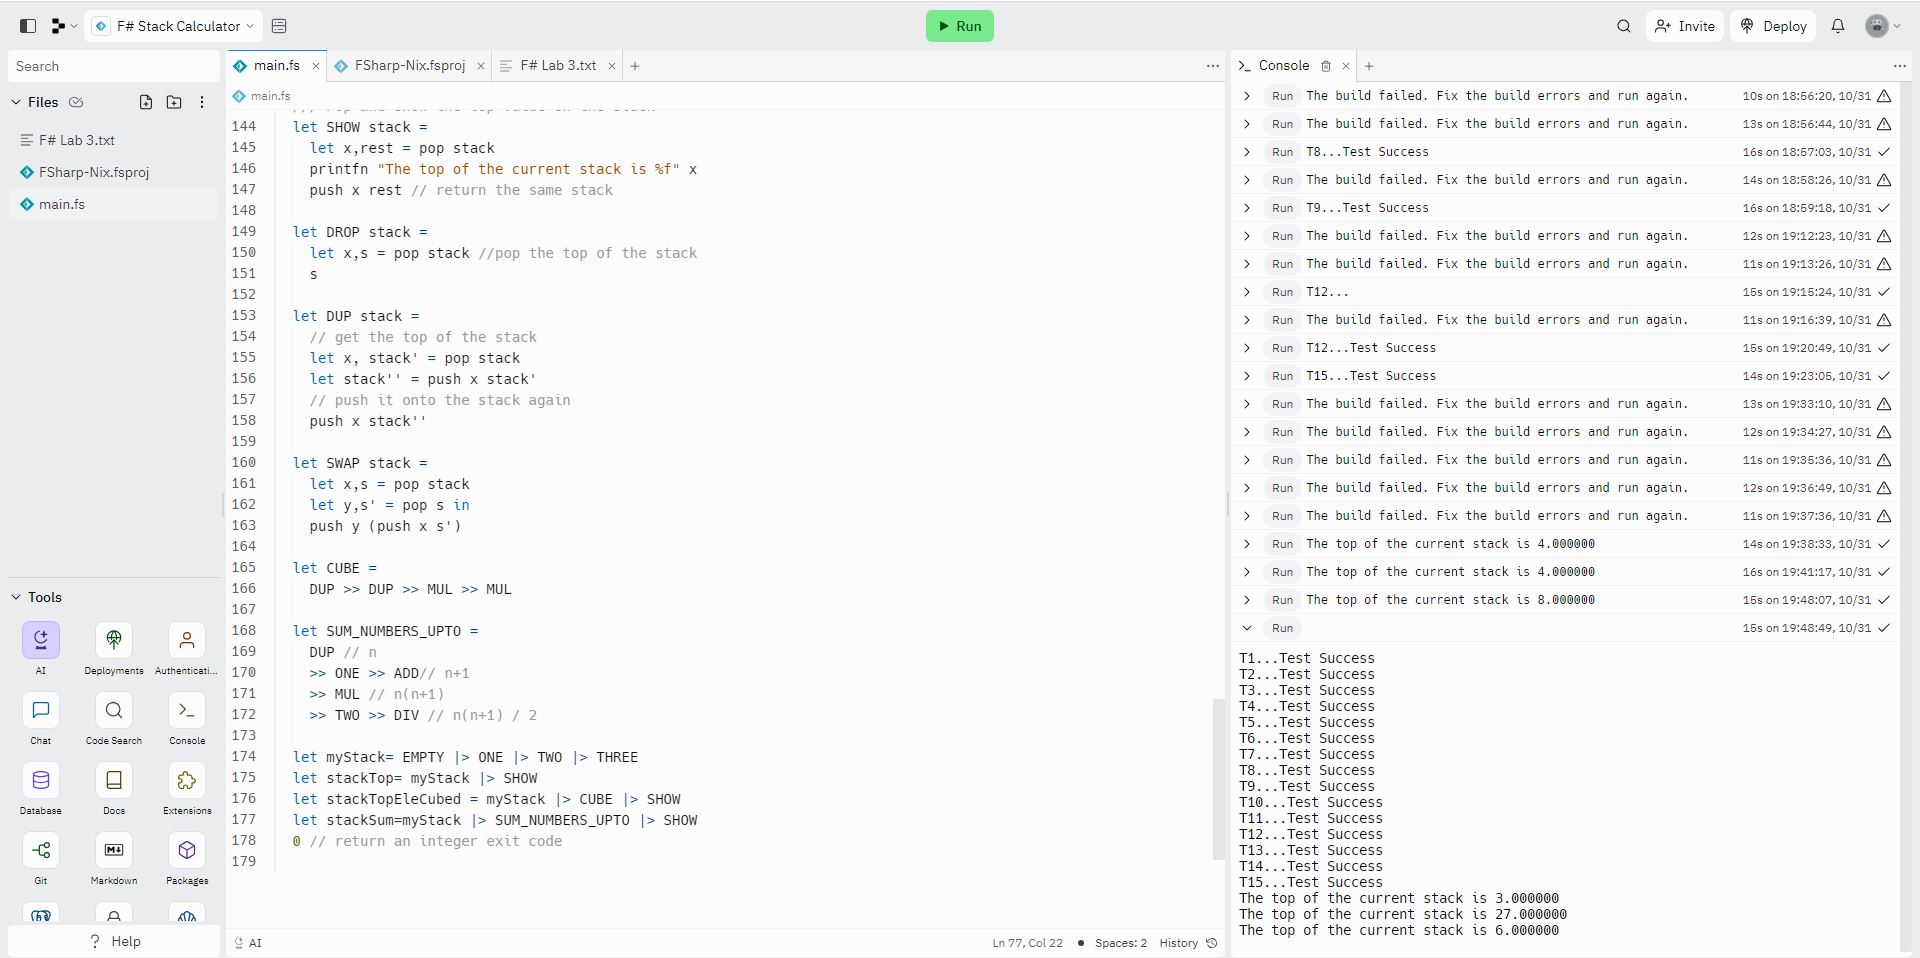 F# Stack Calculator
Run
Invite
Deploy
Search
Files
F# Lab 3.txt
FSharp-Nix.fsproj
main.fs
Tools
AI
Deployments
Authenticati...
Chat
Code Search
Console
Database
Docs
Extensions
Git
Markdown
Packages
Help
main.fs
FSharp-Nix.fsproj
F# Lab 3.txt
main.fs
144 let SHOW stack =
145 let x,rest = pop stack
146 printfn "The top of the current stack is %f" x
147 push x rest // return the same stack
148
149 let DROP stack =
150 let x,s = pop stack //pop the top of the stack
151 s
152
153 let DUP stack =
154 // get the top of the stack
155 let x, stack' = pop stack
156 let stack'' = push x stack'
157 // push it onto the stack again
158 push x stack''
159
160 let SWAP stack =
161 let x,s = pop stack
162 let y,s' = pop s in
163 push y (push x s')
164
165 let CUBE =
166 DUP >> DUP >> MUL >> MUL
167
168 let SUM_NUMBERS_UPTO =
169 DUP // n
170 >> ONE >> ADD// n+1
171 >> MUL // n(n+1)
172 >> TWO >> DIV // n(n+1) / 2
173
174 let myStack= EMPTY |> ONE |> TWO |> THREE
175 let stackTop= myStack |> SHOW
176 let stackTopEleCubed = myStack |> CUBE |> SHOW
177 let stackSum=myStack |> SUM_NUMBERS_UPTO |> SHOW
178 0 // return an integer exit code
179
AI
Ln 77, Col 22 • Spaces: 2 History
Console
Run The build failed. Fix the build errors and run again. 10s on 18:56:20, 10/31
Run The build failed. Fix the build errors and run again. 13s on 18:56:44, 10/31
Run T8...Test Success 16s on 18:57:03, 10/31
Run The build failed. Fix the build errors and run again. 14s on 18:58:26, 10/31
Run T9...Test Success 16s on 18:59:18, 10/31
Run The build failed. Fix the build errors and run again. 12s on 19:12:23, 10/31
Run The build failed. Fix the build errors and run again. 11s on 19:13:26, 10/31
Run T12... 15s on 19:15:24, 10/31
Run The build failed. Fix the build errors and run again. 11s on 19:16:39, 10/31
Run T12...Test Success 15s on 19:20:49, 10/31
Run T15...Test Success 14s on 19:23:05, 10/31
Run The build failed. Fix the build errors and run again. 13s on 19:33:10, 10/31
Run The build failed. Fix the build errors and run again. 12s on 19:34:27, 10/31
Run The build failed. Fix the build errors and run again. 11s on 19:35:36, 10/31
Run The build failed. Fix the build errors and run again. 12s on 19:36:49, 10/31
Run The build failed. Fix the build errors and run again. 11s on 19:37:36, 10/31
Run The top of the current stack is 4.000000 14s on 19:38:33, 10/31
Run The top of the current stack is 4.000000 16s on 19:41:17, 10/31
Run The top of the current stack is 8.000000 15s on 19:48:07, 10/31
Run 15s on 19:48:49, 10/31
T1...Test Success
T2...Test Success
T3...Test Success
T4...Test Success
T5...Test Success
T6...Test Success
T7...Test Success
T8...Test Success
T9...Test Success
T10...Test Success
T11...Test Success
T12...Test Success
T13...Test Success
T14...Test Success
T15...Test Success
The top of the current stack is 3.000000
The top of the current stack is 27.000000
The top of the current stack is 6.000000